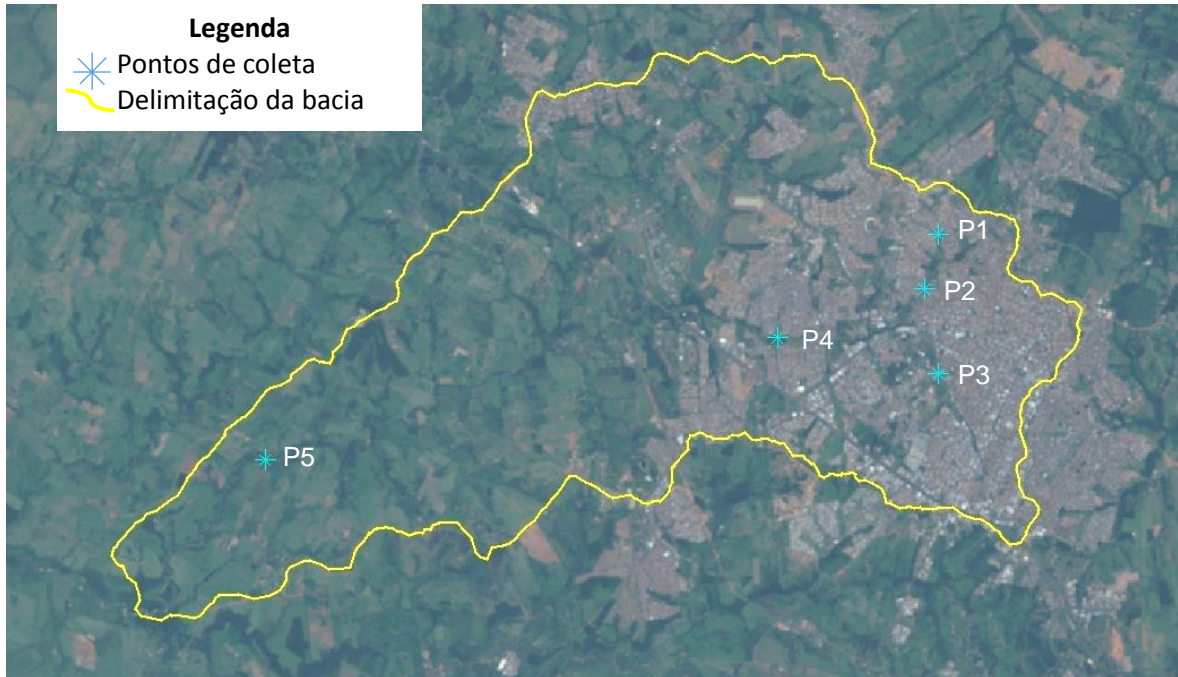 Legenda
Pontos de coleta
Delimitação da bacia
P1
P2
P4
P3
P5